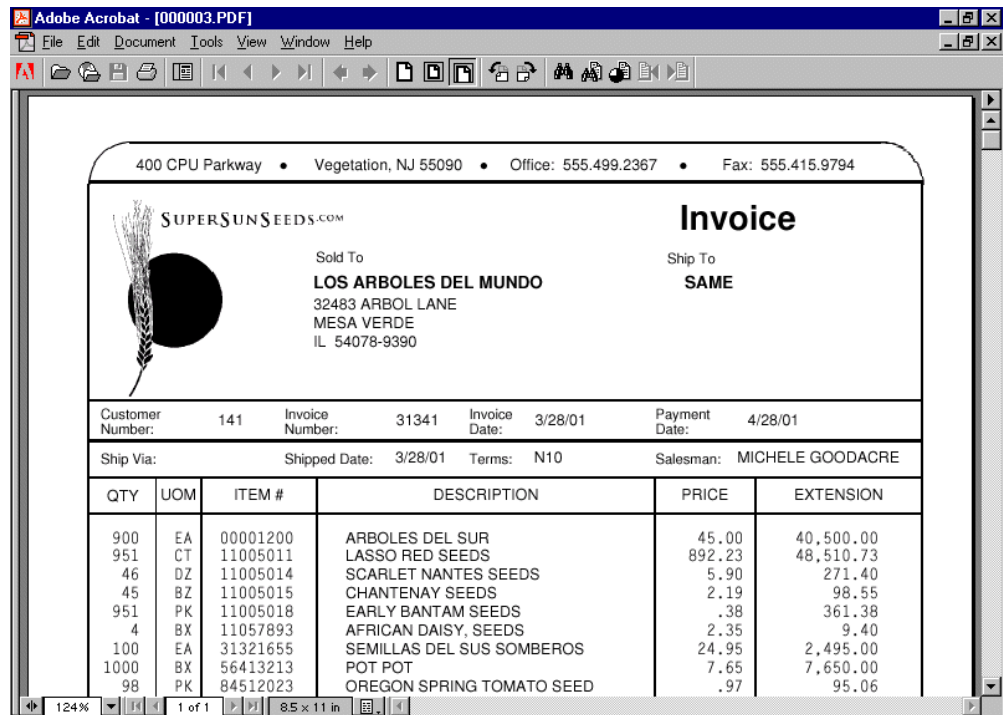 Adobe Acrobat - [000003.PDF]
File Edit Document Tools View Window Help
400 CPU Parkway • Vegetation, NJ 55090 • Office: 555.499.2367 • Fax: 555.415.9794
SUPERSUNSEEDS.COM
Invoice
Sold To
Ship To
LOS ARBOLES DEL MUNDO
SAME
32483 ARBOL LANE
MESA VERDE
IL 54078-9390
Customer Number: 141 Invoice Number: 31341 Invoice Date: 3/28/01 Payment Date: 4/28/01
Ship Via: Shipped Date: 3/28/01 Terms: N10 Salesman: MICHELE GOODACRE
QTY UOM ITEM # DESCRIPTION PRICE EXTENSION
900 EA 00001200 ARBOLES DEL SUR 45.00 40,500.00
951 CT 11005011 LASSO RED SEEDS 892.23 48,510.73
46 DZ 11005014 SCARLET NANTES SEEDS 5.90 271.40
45 BZ 11005015 CHANTENAY SEEDS 2.19 98.55
951 PK 11005018 EARLY BANTAM SEEDS .38 361.38
4 BX 11057893 AFRICAN DAISY, SEEDS 2.35 9.40
100 EA 31321655 SEMILLAS DEL SUS SOMBEROS 24.95 2,495.00
1000 BX 56413213 POT POT 7.65 7,650.00
98 PK 84512023 OREGON SPRING TOMATO SEED .97 95.06
124% 1 of 1 8.5 x 11 in